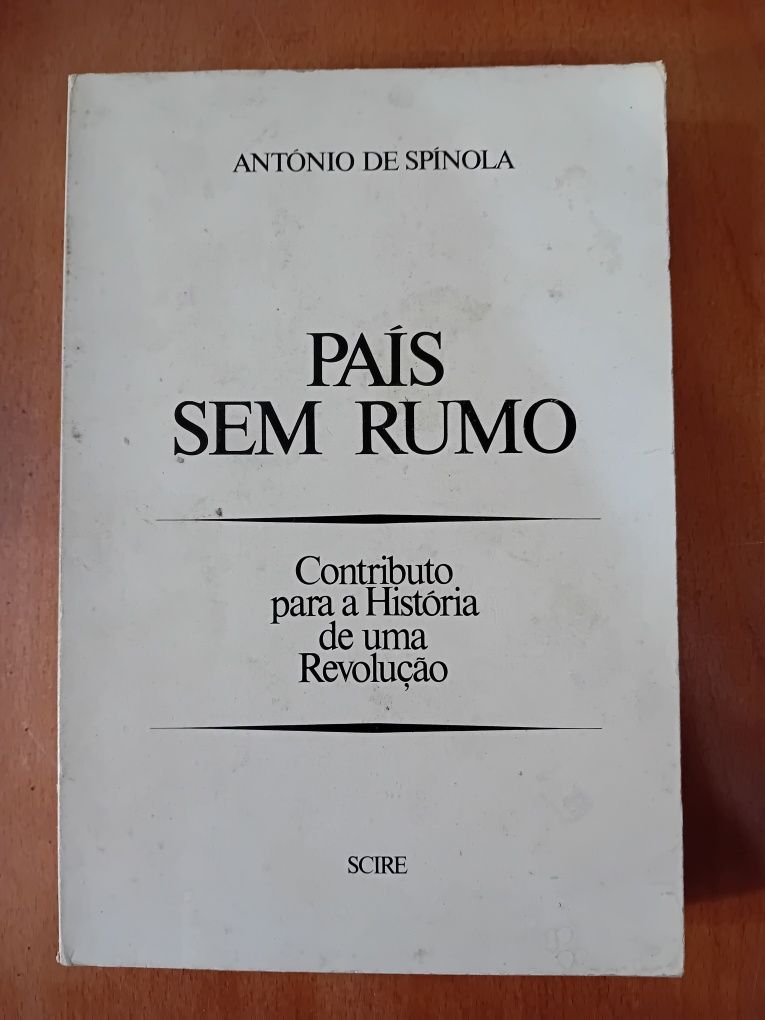 ANTÓNIO DE SPÍNOLA
PAÍS
SEM RUMO
Contributo
para a História
de uma
Revolução
SCIRE